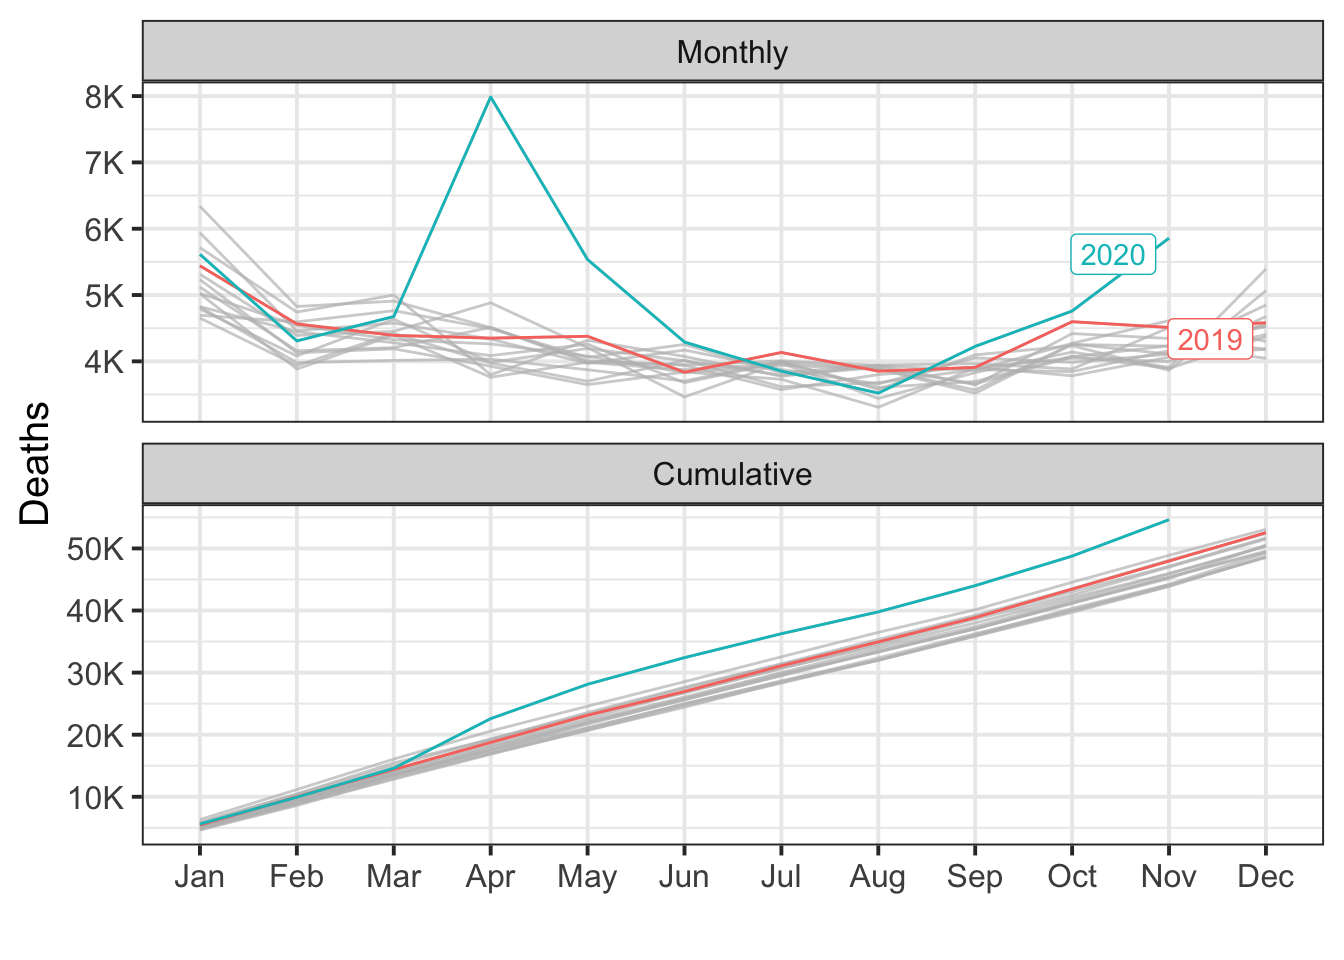 Monthly
8K
7K
6K
5K
4K
2020
2019
Deaths
Cumulative
50K
40K
30K
20K
10K
Jan Feb Mar Apr May Jun Jul Aug Sep Oct Nov Dec